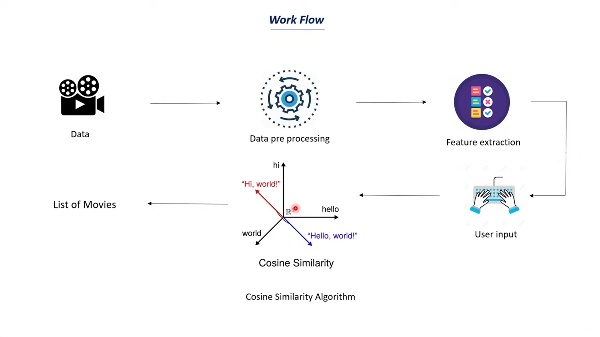 Work Flow
Data
Data pre processing
Feature extraction
hi
"Hi, world!"
ℝ
hello
world
"Hello, world!"
Cosine Similarity
Cosine Similarity Algorithm
User input
List of Movies